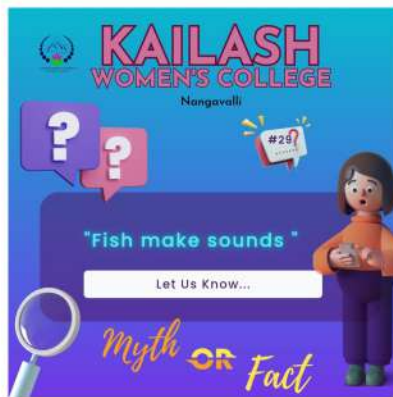 KAILASH
WOMEN'S COLLEGE
Nangavalli
? ?
#29?
"Fish make sounds "
Let Us Know...
Myth OR Fact